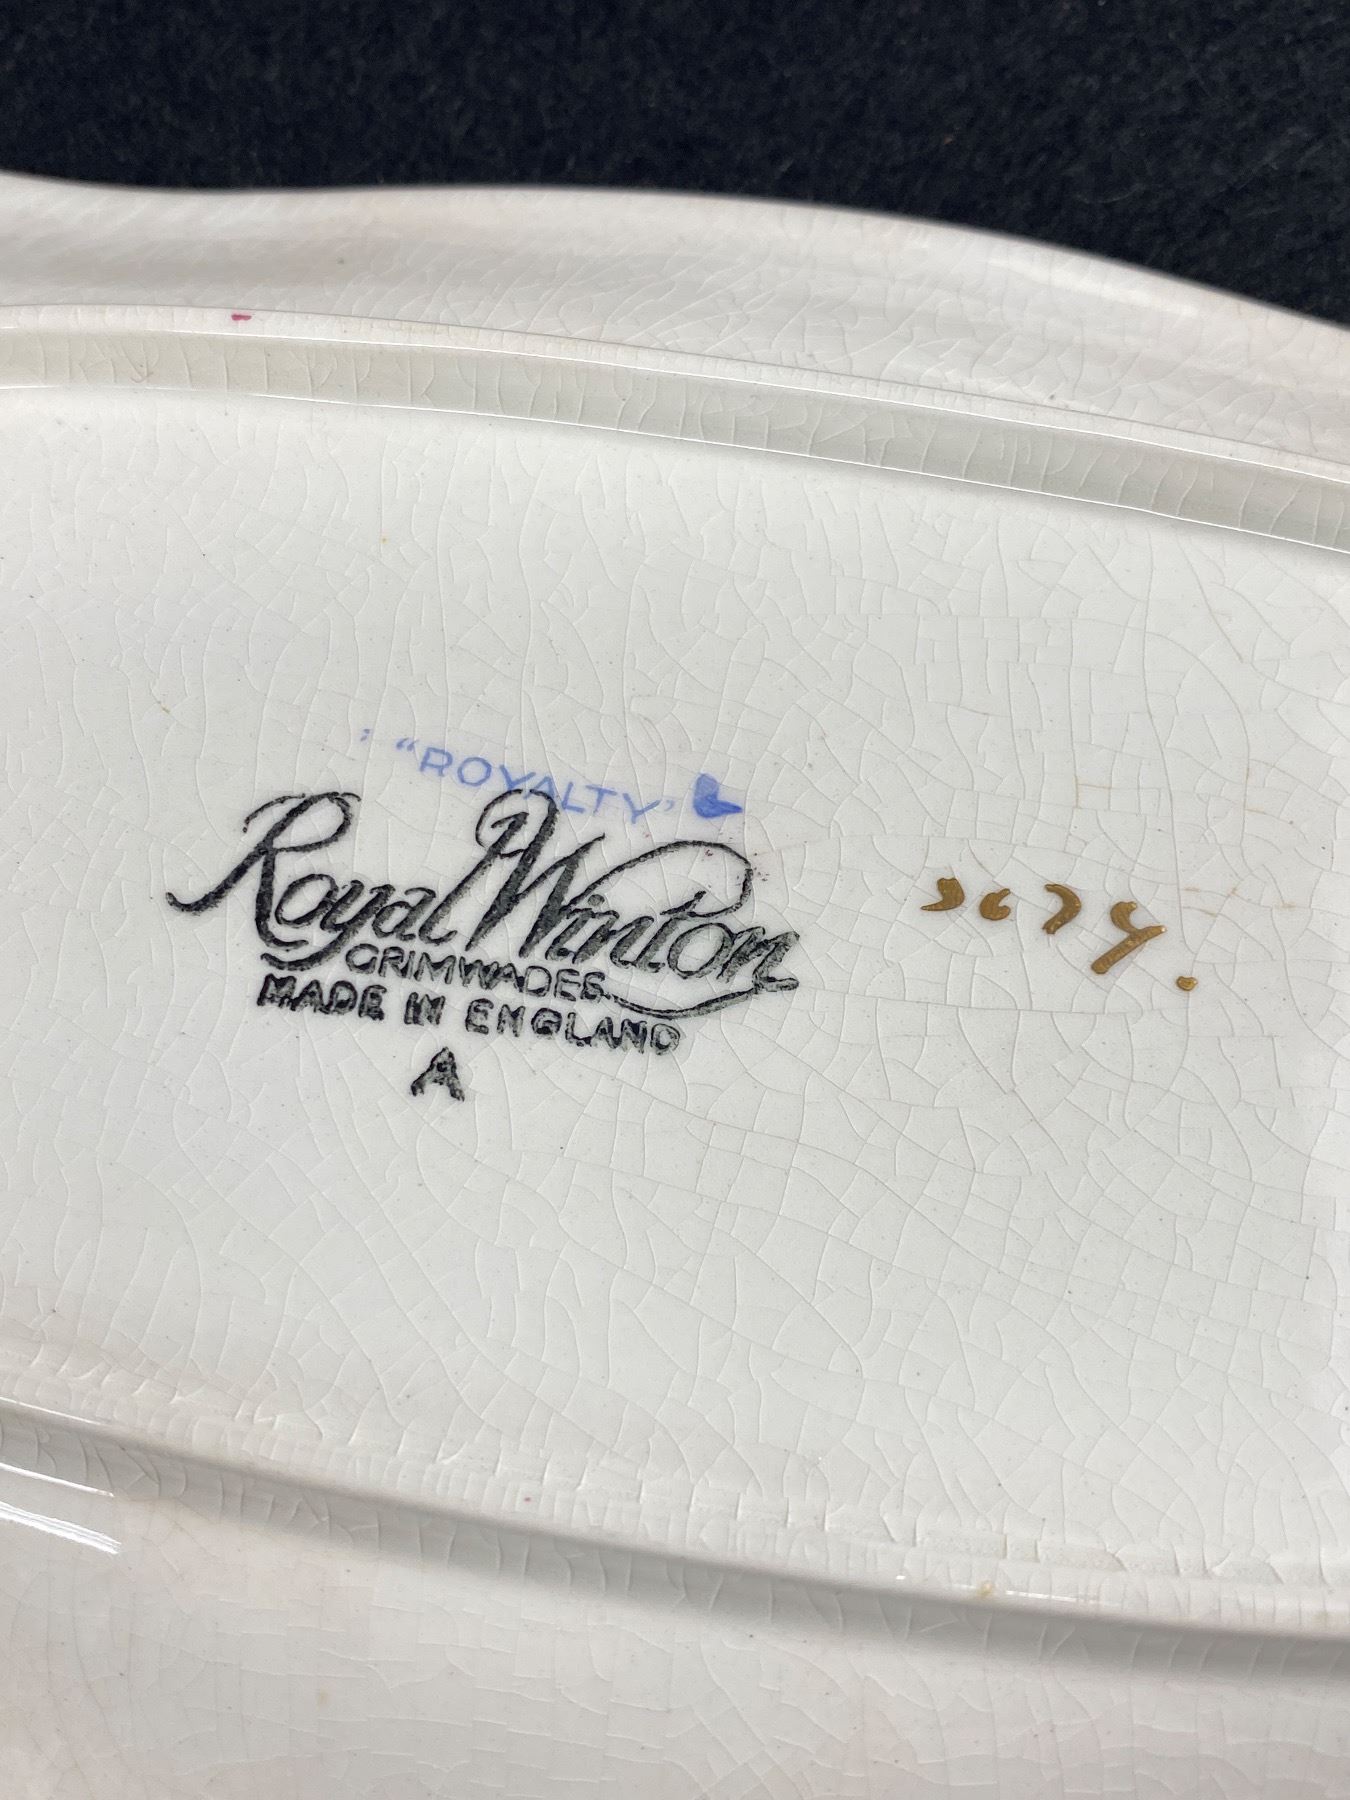 "ROYALTY"
Royal Winton
GRIMWADES
MADE IN ENGLAND
A